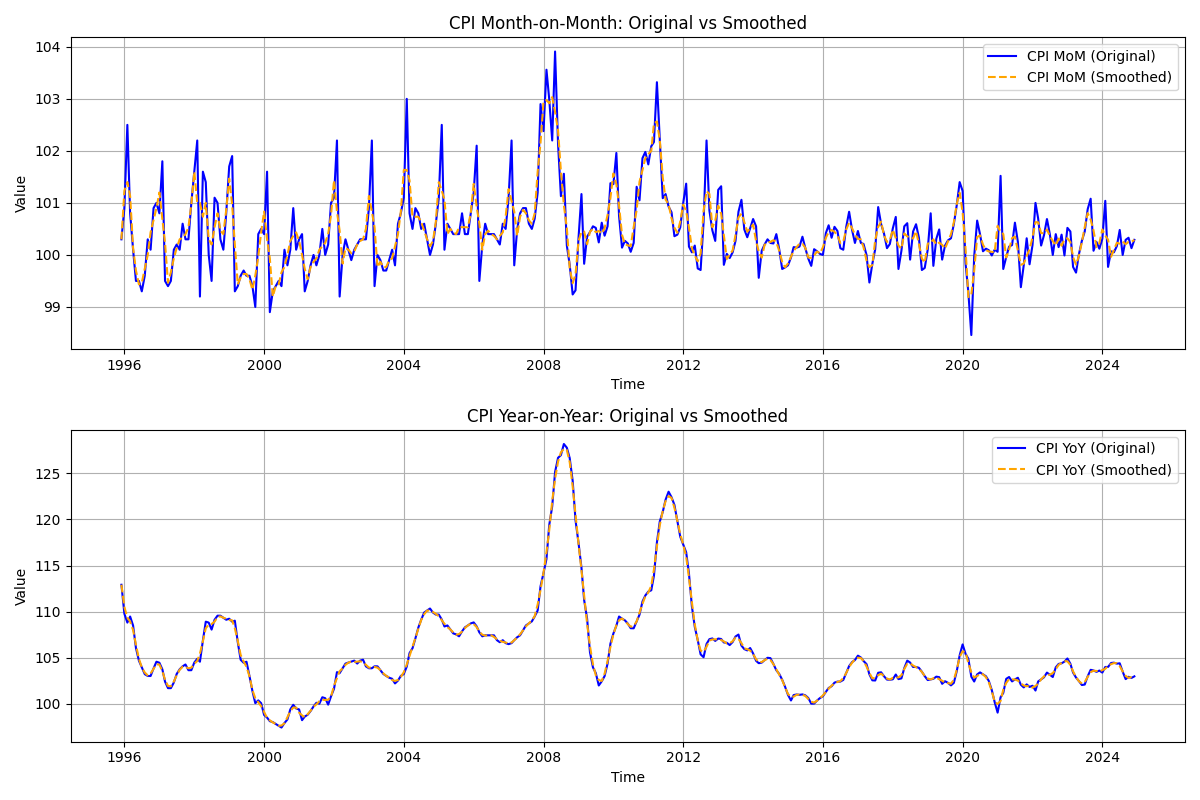 CPI Month-on-Month: Original vs Smoothed
104
103
102
101
100
99
Value
CPI MoM (Original)
CPI MoM (Smoothed)
1996 2000 2004 2008 2012 2016 2020 2024
Time
CPI Year-on-Year: Original vs Smoothed
125
120
115
110
105
100
Value
CPI YoY (Original)
CPI YoY (Smoothed)
1996 2000 2004 2008 2012 2016 2020 2024
Time